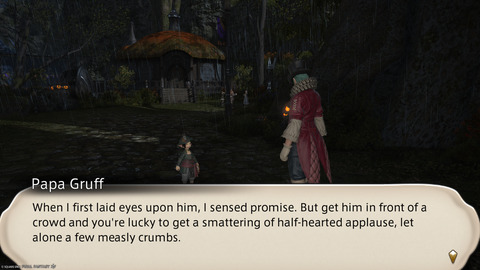 Papa Gruff
When I first laid eyes upon him, I sensed promise. But get him in front of a
crowd and you're lucky to get a smattering of half-hearted applause, let
alone a few measly crumbs.